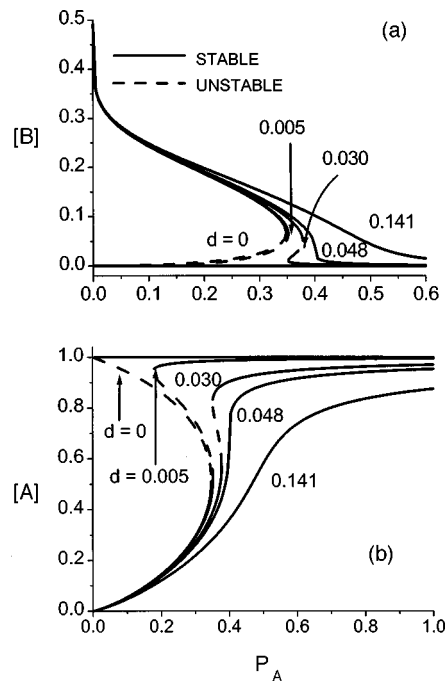 (a)
STABLE
UNSTABLE
0.005
0.030
0.141
0.048
d = 0
[B]
0.5
0.4
0.3
0.2
0.1
0.0
0.0 0.1 0.2 0.3 0.4 0.5 0.6
1.0
0.8
0.6
0.4
0.2
0.0
[A]
0.030
0.048
d = 0
d = 0.005
0.141
(b)
0.0 0.2 0.4 0.6 0.8 1.0
P_A